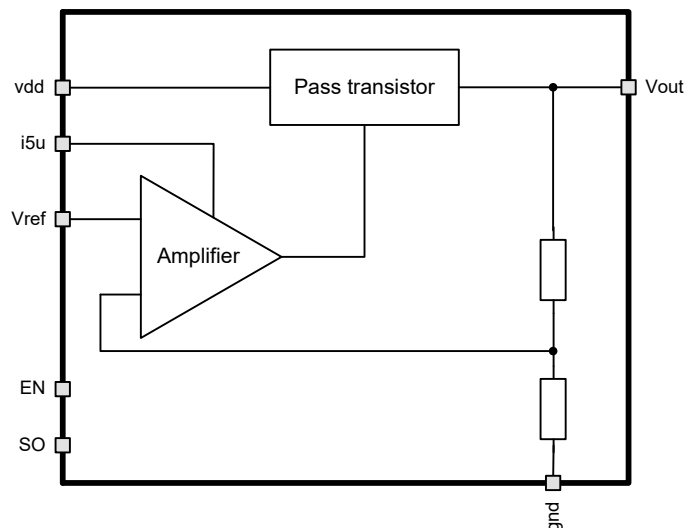 vdd
Pass transistor
Vout
i5u
Vref
Amplifier
EN
SO
gnd